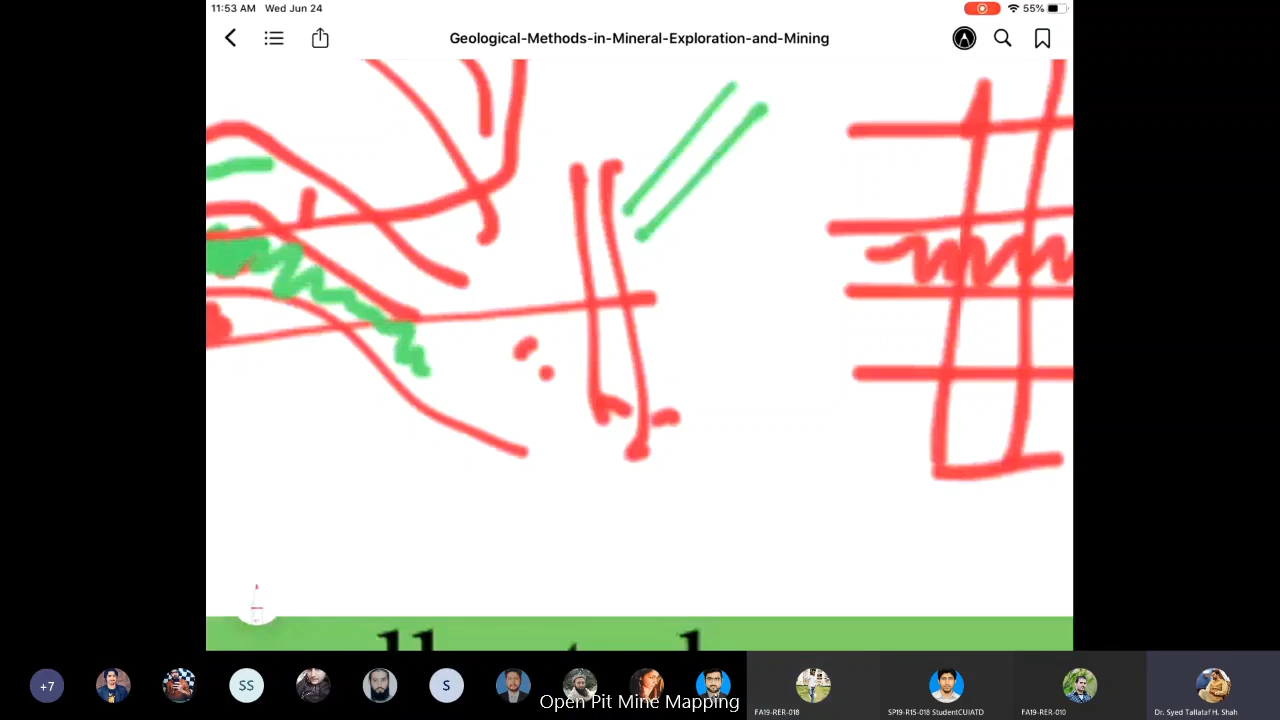 11:53 AM Wed Jun 24
55%
Geological-Methods-in-Mineral-Exploration-and-Mining
+7
SS
S
Open Pit Mine Mapping
FA19-RER-018
SP19-R15-018 StudentCUIATD
FA19-RER-010
Dr. Syed Tallataf H. Shah